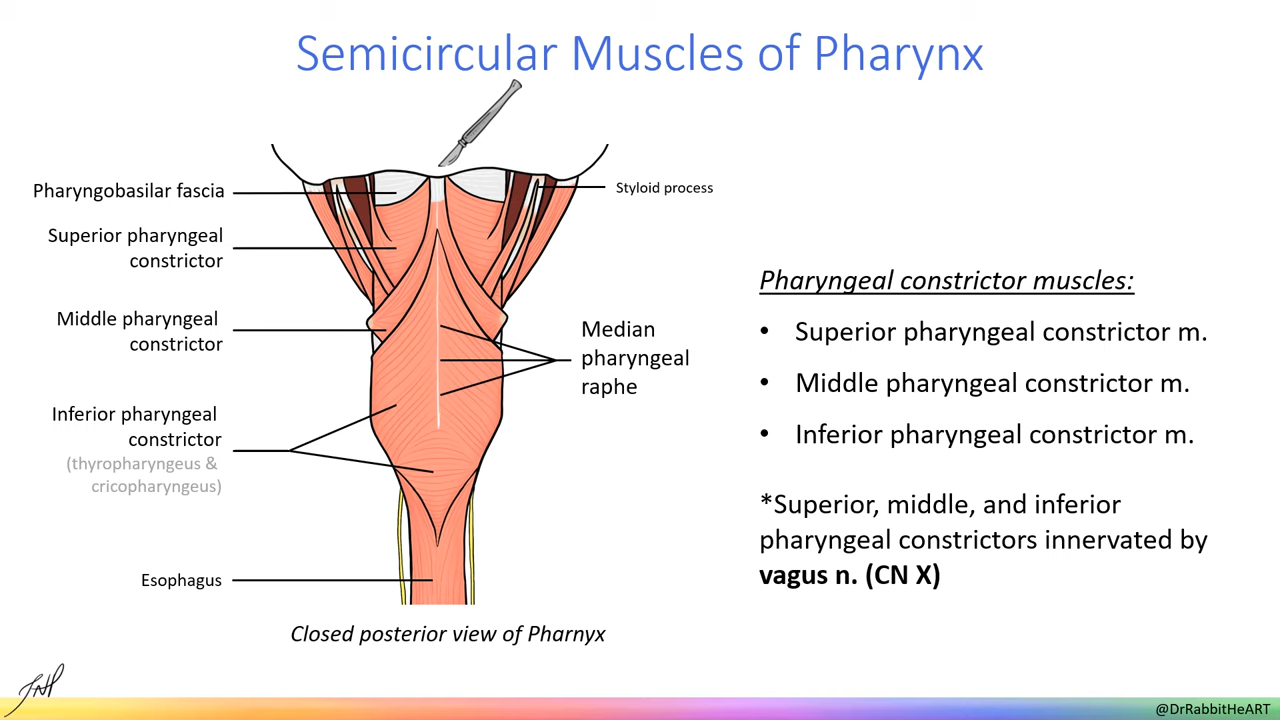 Semicircular Muscles of Pharynx
Pharyngobasilar fascia
Superior pharyngeal
constrictor
Middle pharyngeal
constrictor
Inferior pharyngeal
constrictor
(thyropharyngeus &
cricopharyngeus)
Esophagus
Styloid process
Median
pharyngeal
raphe
Closed posterior view of Pharnyx
Pharyngeal constrictor muscles:
• Superior pharyngeal constrictor m.
• Middle pharyngeal constrictor m.
• Inferior pharyngeal constrictor m.
*Superior, middle, and inferior
pharyngeal constrictors innervated by
vagus n. (CN X)
@DrRabbitHeART